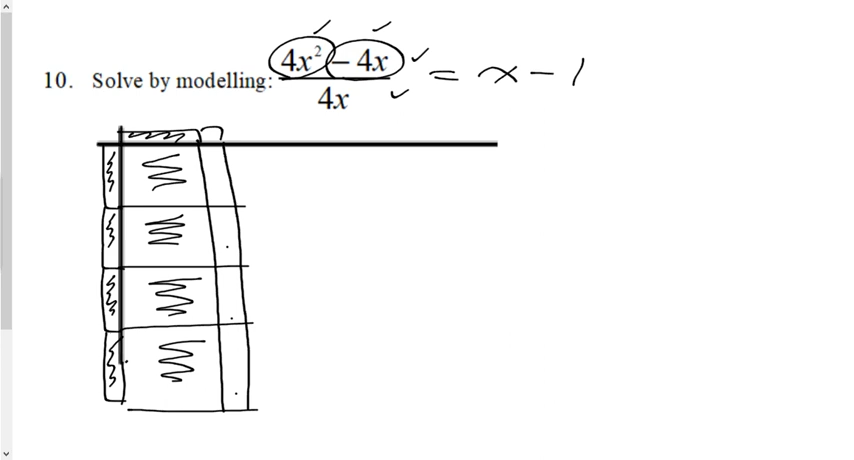 10. Solve by modelling: (4x² − 4x) / 4x = x − 1